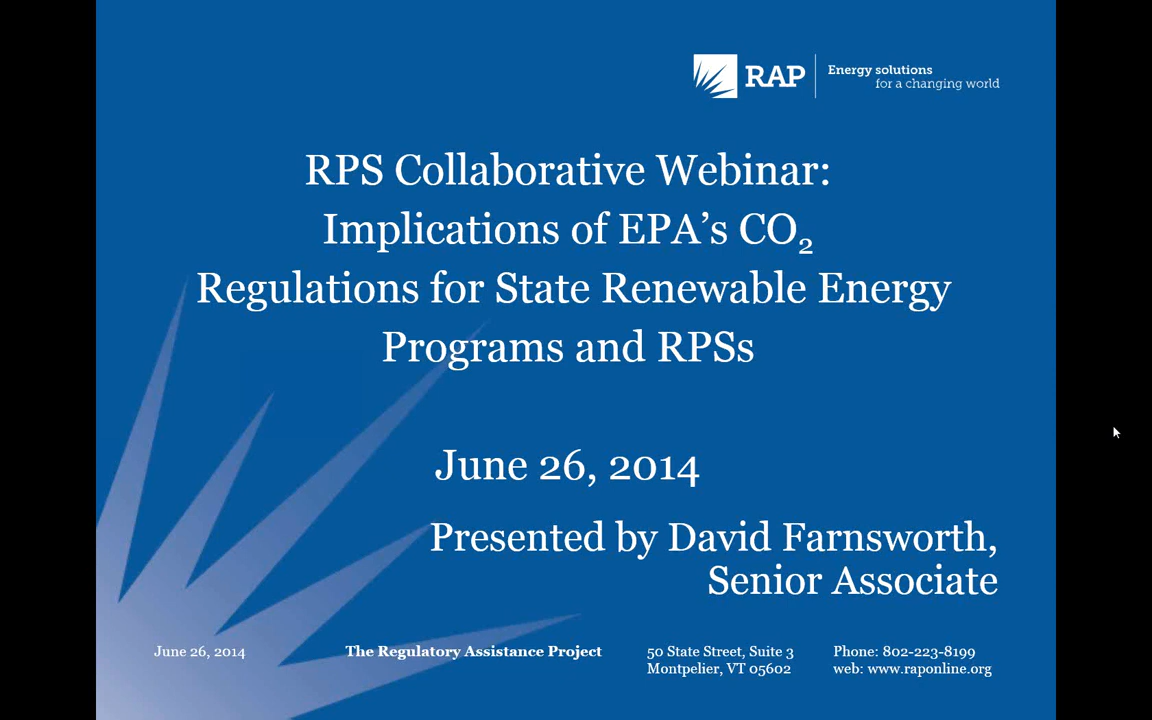 RAP
Energy solutions
for a changing world
RPS Collaborative Webinar:
Implications of EPA’s CO₂
Regulations for State Renewable Energy
Programs and RPSs
June 26, 2014
Presented by David Farnsworth,
Senior Associate
June 26, 2014
The Regulatory Assistance Project
50 State Street, Suite 3
Montpelier, VT 05602
Phone: 802-223-8199
web: www.raponline.org